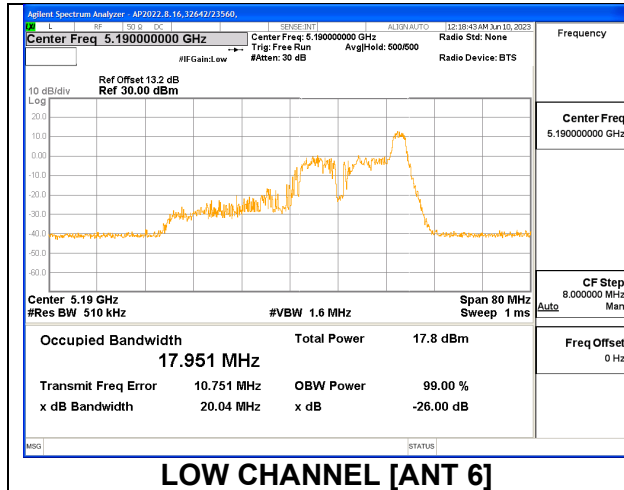 Agilent Spectrum Analyzer - AP2022.8.16,32642/23560,
L RF 50 Ω DC SENSE:INT ALIGN AUTO 12:18:43 AM Jun 10, 2023
Center Freq 5.190000000 GHz Center Freq: 5.190000000 GHz Radio Std: None Frequency
Trig: Free Run Avg|Hold: 500/500
#IFGain:Low #Atten: 30 dB Radio Device: BTS
Ref Offset 13.2 dB
10 dB/div Ref 30.00 dBm
Log
20.0
10.0
0.00
-10.0
-20.0
-30.0
-40.0
-50.0
-60.0
Center Freq
5.190000000 GHz
Center 5.19 GHz Span 80 MHz
#Res BW 510 kHz #VBW 1.6 MHz Sweep 1 ms
CF Step
8.000000 MHz
Auto Man
Occupied Bandwidth Total Power 17.8 dBm
17.951 MHz
Transmit Freq Error 10.751 MHz OBW Power 99.00 %
x dB Bandwidth 20.04 MHz x dB -26.00 dB
Freq Offset
0 Hz
MSG STATUS
LOW CHANNEL [ANT 6]